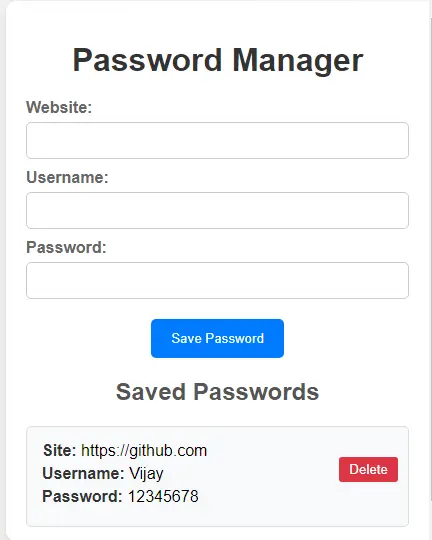 Password Manager
Website:
Username:
Password:
Save Password
Saved Passwords
Site: https://github.com
Username: Vijay
Password: 12345678
Delete